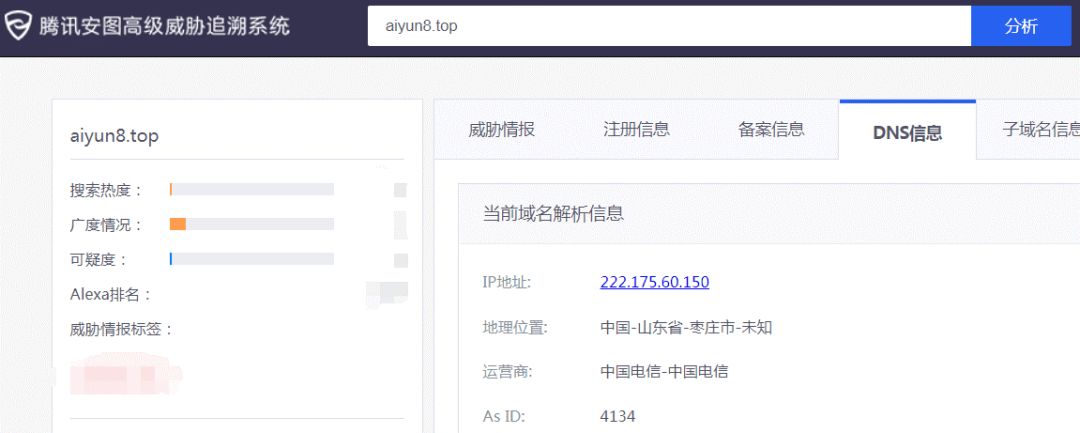 腾讯安图高级威胁追溯系统
aiyun8.top
分析
aiyun8.top
搜索热度：
广度情况：
可疑度：
Alexa排名：
威胁情报标签：
威胁情报
注册信息
备案信息
DNS信息
子域名信息
当前域名解析信息
IP地址: 222.175.60.150
地理位置: 中国-山东省-枣庄市-未知
运营商: 中国电信-中国电信
As ID: 4134